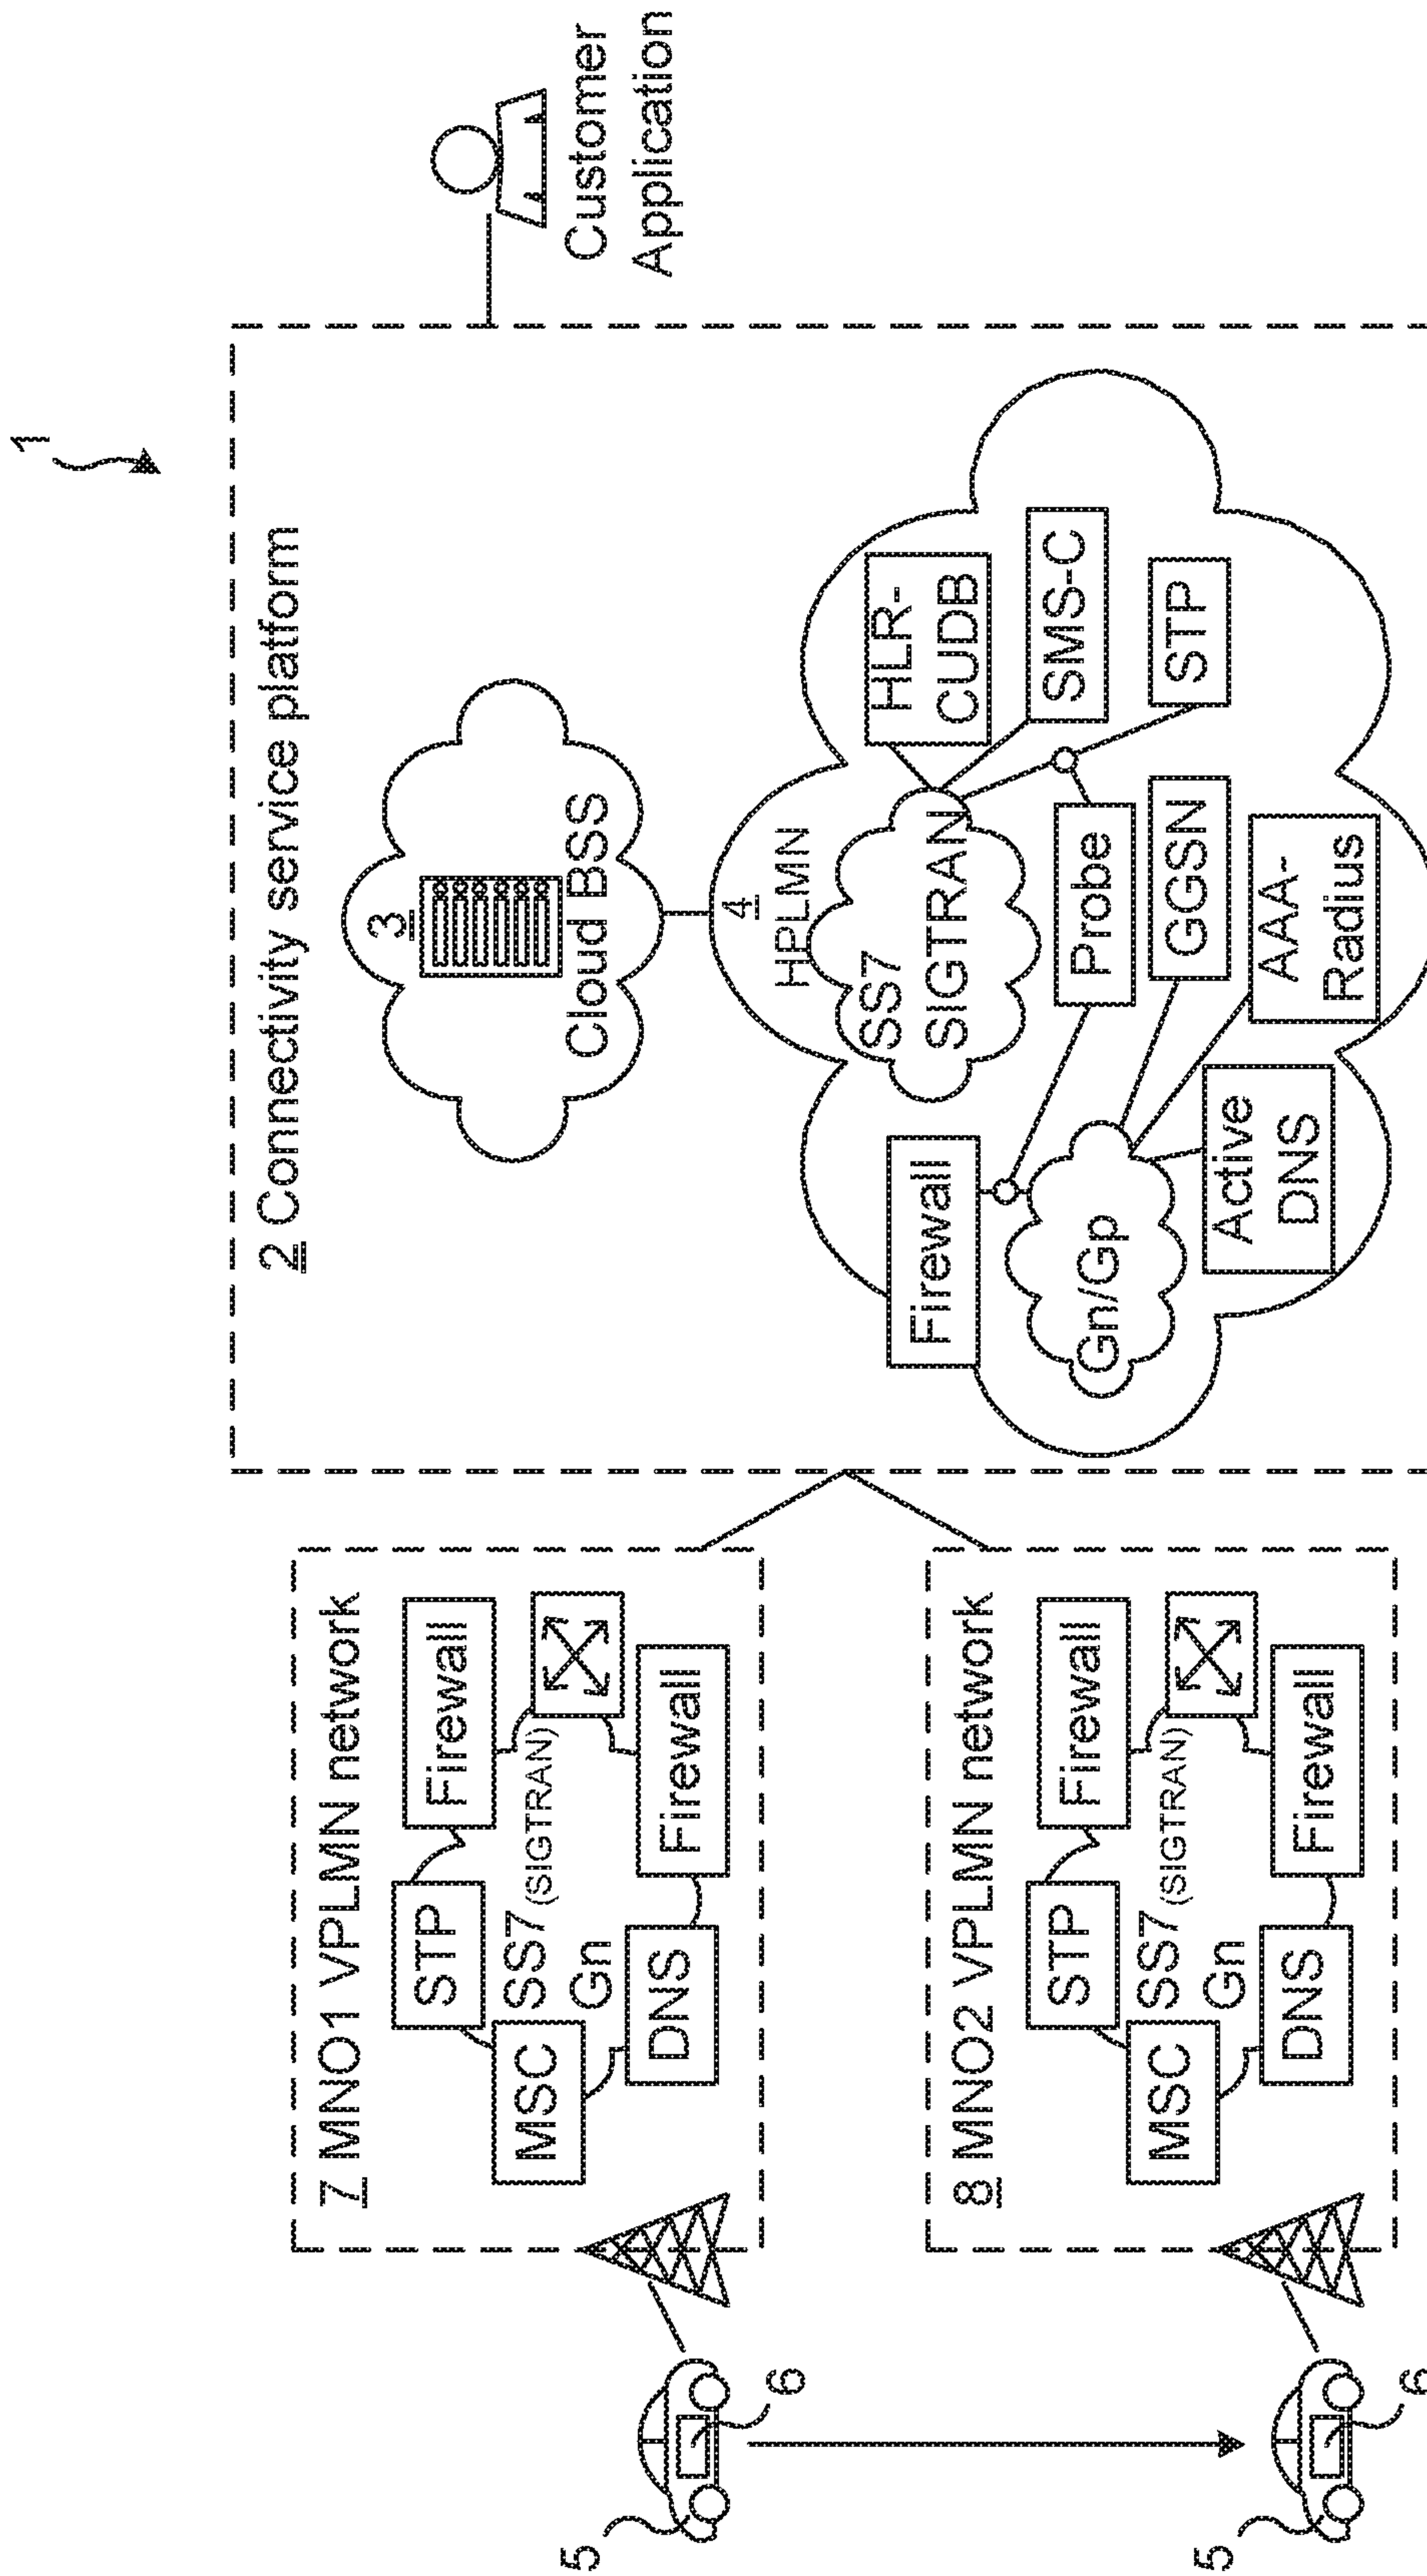 1
2 Connectivity service platform
3
Cloud BSS
4
HPLMN
SS7
SIGTRAN
HLR-
CUDB
SMS-C
STP
Probe
GGSN
AAA-
Radius
Firewall
Gn/Gp
Active
DNS
Customer
Application
7 MNO1 VPLMN network
STP
Firewall
MSC
SS7(SIGTRAN)
Gn
DNS
Firewall
8 MNO2 VPLMN network
STP
Firewall
MSC
SS7(SIGTRAN)
Gn
DNS
Firewall
5
6
5
6